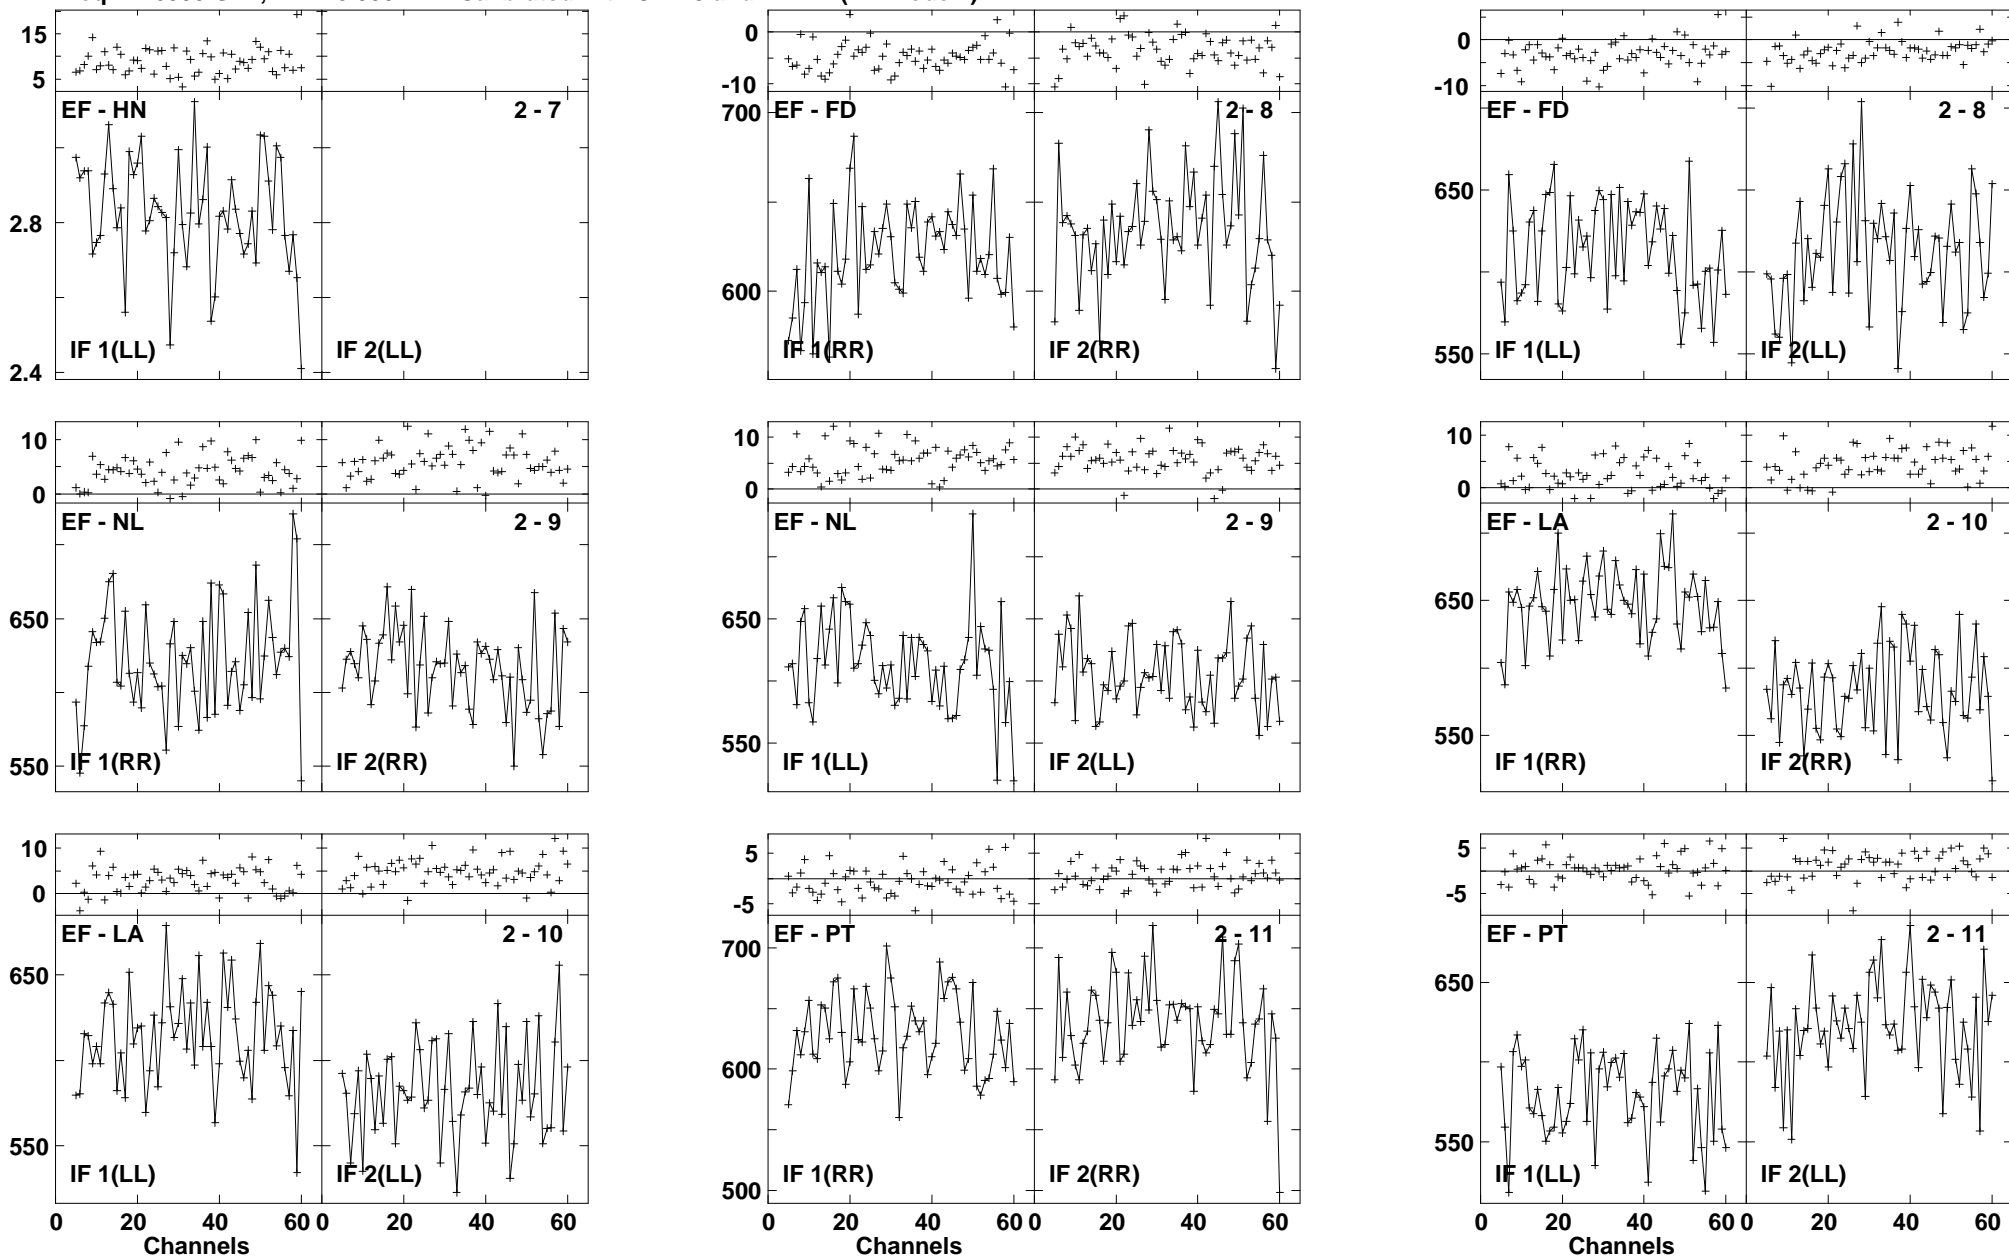 15
5
0
-10
0
-10
EF - HN
2 - 7
700
EF - FD
2 - 8
EF - FD
2 - 8
650
2.8
600
IF 1(LL)
IF 2(LL)
IF 1(RR)
IF 2(RR)
550
IF 1(LL)
IF 2(LL)
2.4
10
0
10
0
10
0
EF - NL
2 - 9
EF - NL
2 - 9
EF - LA
2 - 10
650
650
650
550
IF 1(RR)
IF 2(RR)
550
IF 1(LL)
IF 2(LL)
550
IF 1(RR)
IF 2(RR)
10
0
5
-5
5
-5
EF - LA
2 - 10
EF - PT
2 - 11
EF - PT
2 - 11
650
700
650
600
550
550
IF 1(LL)
IF 2(LL)
500
IF 1(RR)
IF 2(RR)
IF 1(LL)
IF 2(LL)
0 20 40 60 0 20 40 60
0 20 40 60 0 20 40 60
0 20 40 60 0 20 40 60
Channels
Channels
Channels